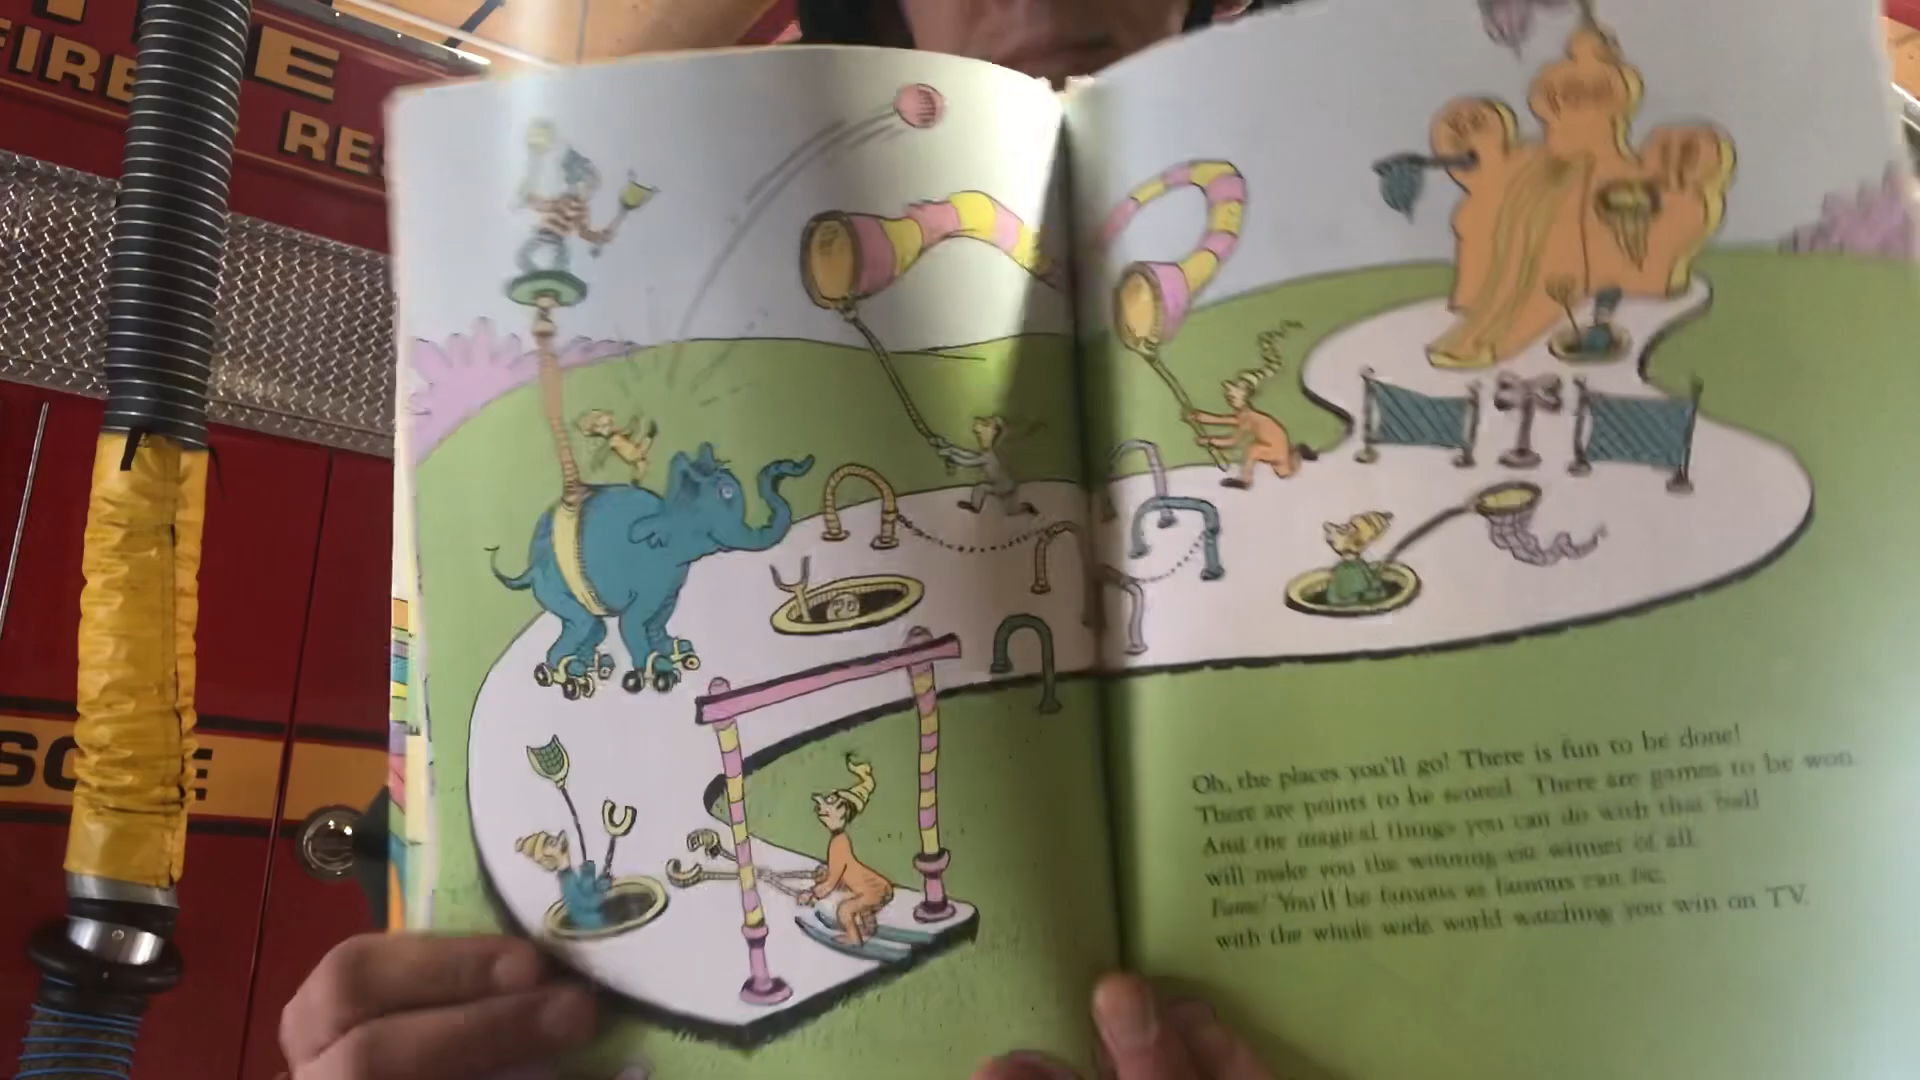 FIRE
E
RES
SC
E
Oh, the places you'll go! There is fun to be done!
There are points to be scored. There are games to be won.
And the magical things you can do with that ball
will make you the winning-est winner of all.
Fame! You'll be famous as famous can be,
with the whole wide world watching you win on TV.